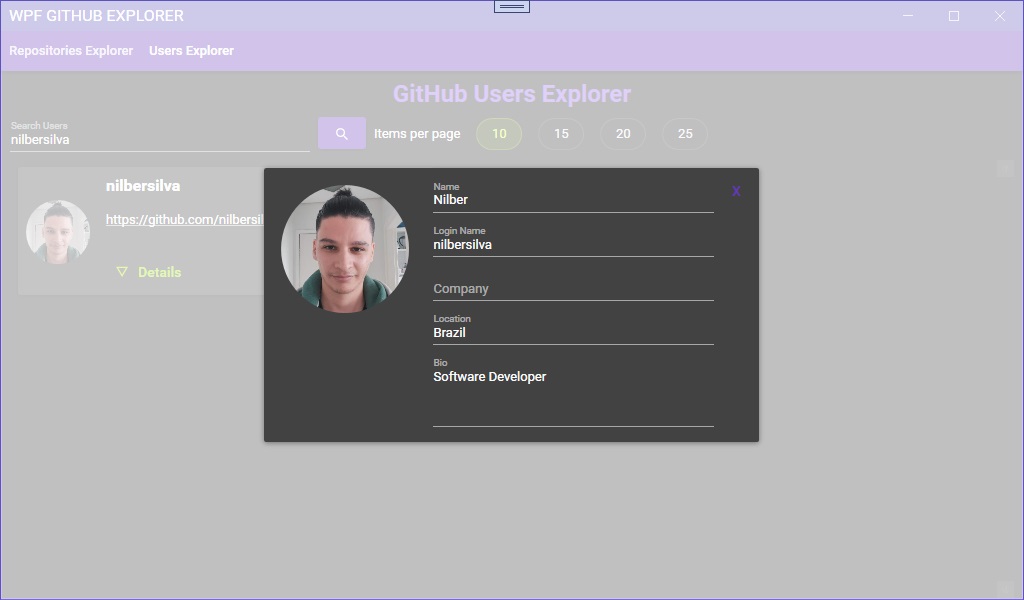 WPF GITHUB EXPLORER
Repositories Explorer Users Explorer
GitHub Users Explorer
Search Users
nilbersilva
Items per page 10 15 20 25
nilbersilva
https://github.com/nilbersil
Details
X
Name
Nilber
Login Name
nilbersilva
Company
Location
Brazil
Bio
Software Developer